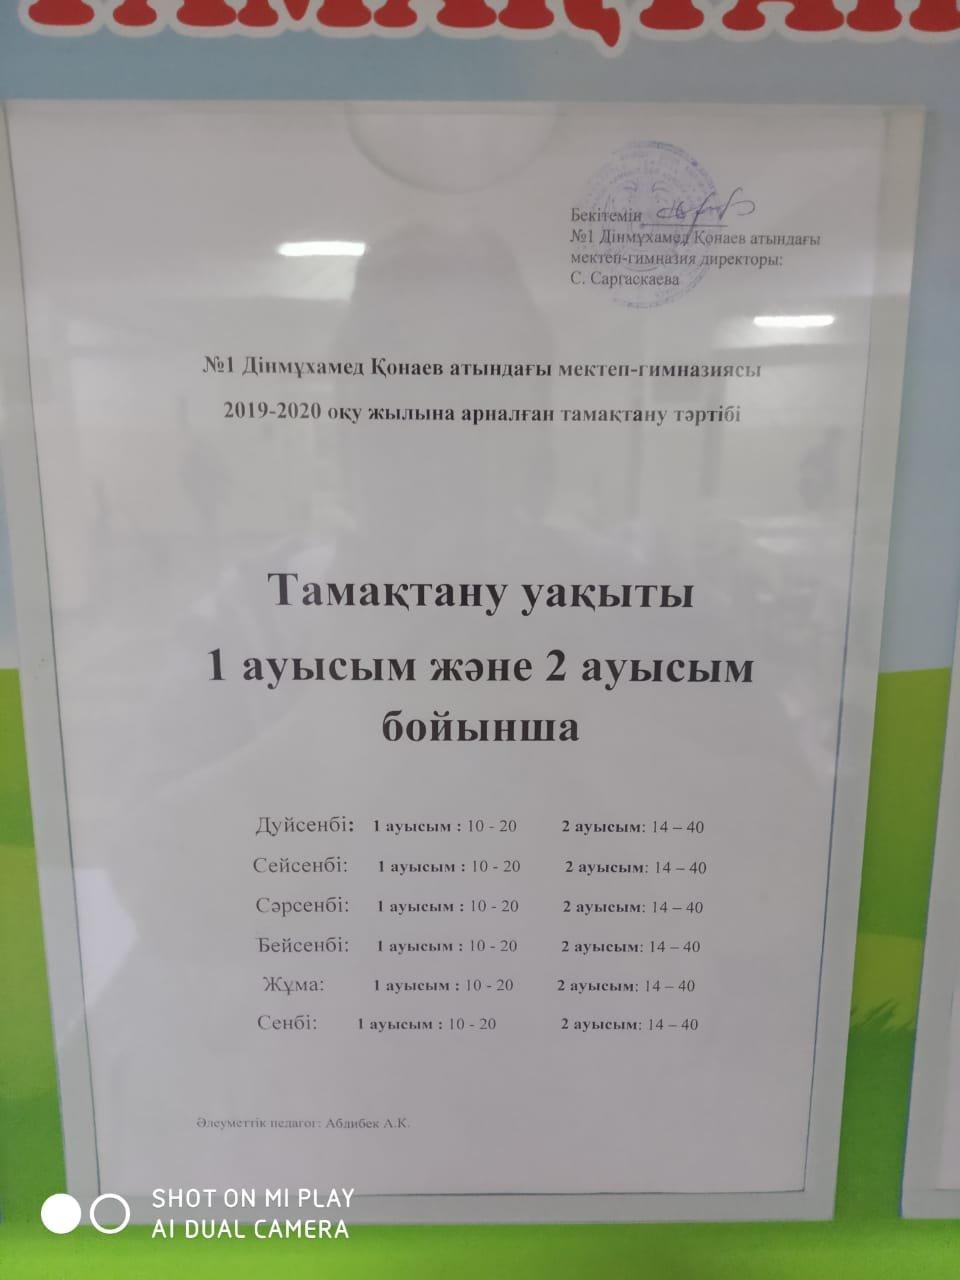 ТАМАҚТАН
Бекітемін
№1 Дінмұхамед Қонаев атындағы
мектеп-гимназия директоры:
С. Саргаскаева
№1 Дінмұхамед Қонаев атындағы мектеп-гимназиясы
2019-2020 оқу жылына арналған тамақтану тәртібі
Тамақтану уақыты
1 ауысым және 2 ауысым
бойынша
Дүйсенбі: 1 ауысым : 10 - 20 2 ауысым: 14 – 40
Сейсенбі: 1 ауысым : 10 - 20 2 ауысым: 14 – 40
Сәрсенбі: 1 ауысым : 10 - 20 2 ауысым: 14 – 40
Бейсенбі: 1 ауысым : 10 - 20 2 ауысым: 14 – 40
Жұма: 1 ауысым : 10 - 20 2 ауысым: 14 – 40
Сенбі: 1 ауысым : 10 - 20 2 ауысым: 14 – 40
Әлеуметтік педагог: Абдибек А.К.
SHOT ON MI PLAY
AI DUAL CAMERA